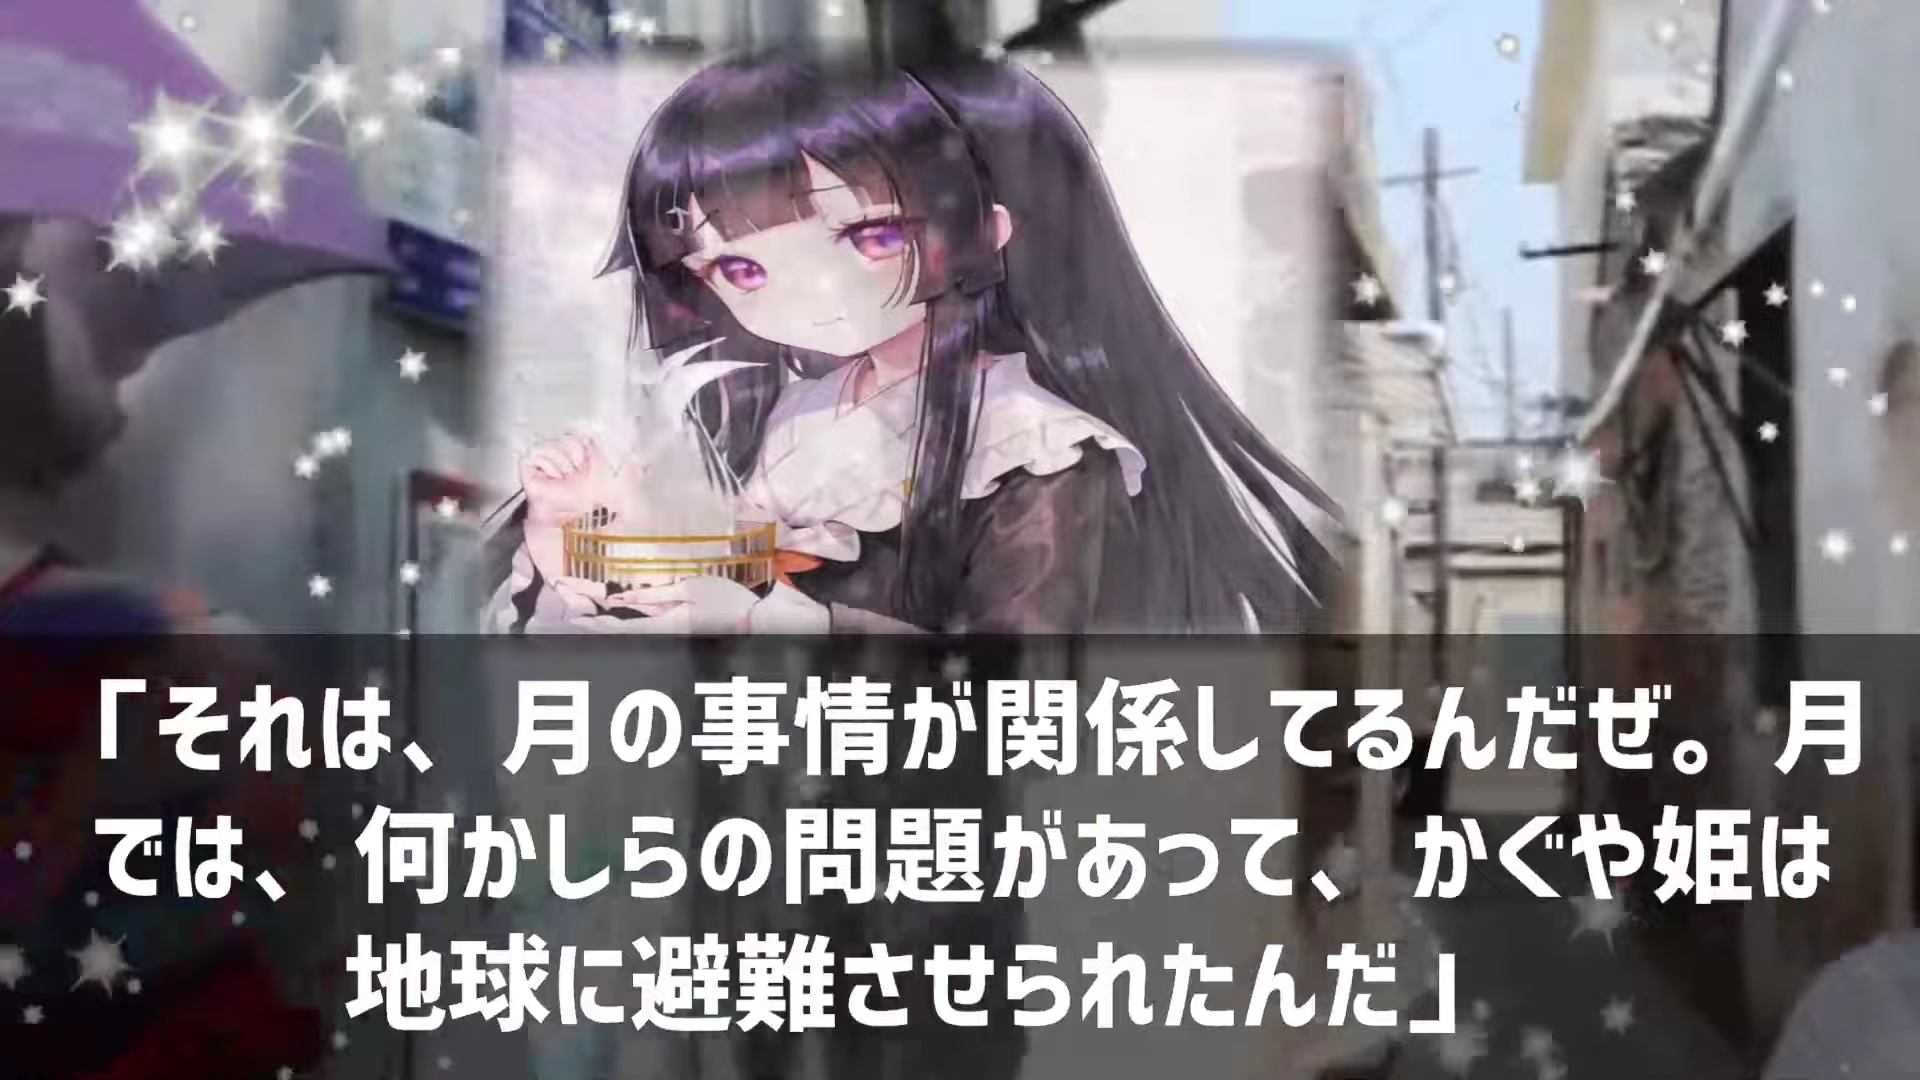 「それは、月の事情が関係してるんだぜ。月
では、何かしらの問題があって、かぐや姫は
地球に避難させられたんだ」